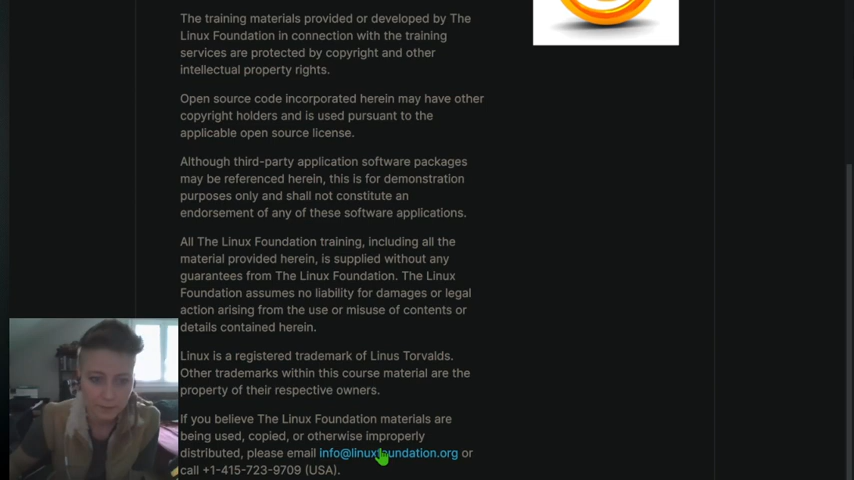 The training materials provided or developed by The
Linux Foundation in connection with the training
services are protected by copyright and other
intellectual property rights.
Open source code incorporated herein may have other
copyright holders and is used pursuant to the
applicable open source license.
Although third-party application software packages
may be referenced herein, this is for demonstration
purposes only and shall not constitute an
endorsement of any of these software applications.
All The Linux Foundation training, including all the
material provided herein, is supplied without any
guarantees from The Linux Foundation. The Linux
Foundation assumes no liability for damages or legal
action arising from the use or misuse of contents or
details contained herein.
Linux is a registered trademark of Linus Torvalds.
Other trademarks within this course material are the
property of their respective owners.
If you believe The Linux Foundation materials are
being used, copied, or otherwise improperly
distributed, please email info@linuxfoundation.org or
call +1-415-723-9709 (USA).